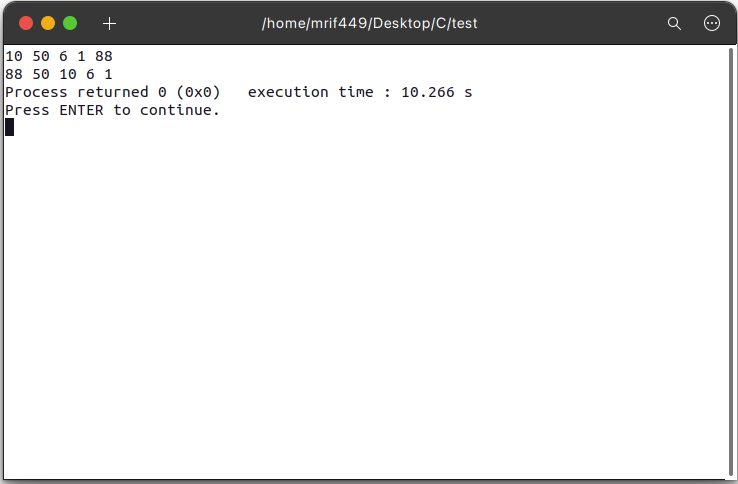 /home/mrif449/Desktop/C/test
10 50 6 1 88
88 50 10 6 1
Process returned 0 (0x0)   execution time : 10.266 s
Press ENTER to continue.